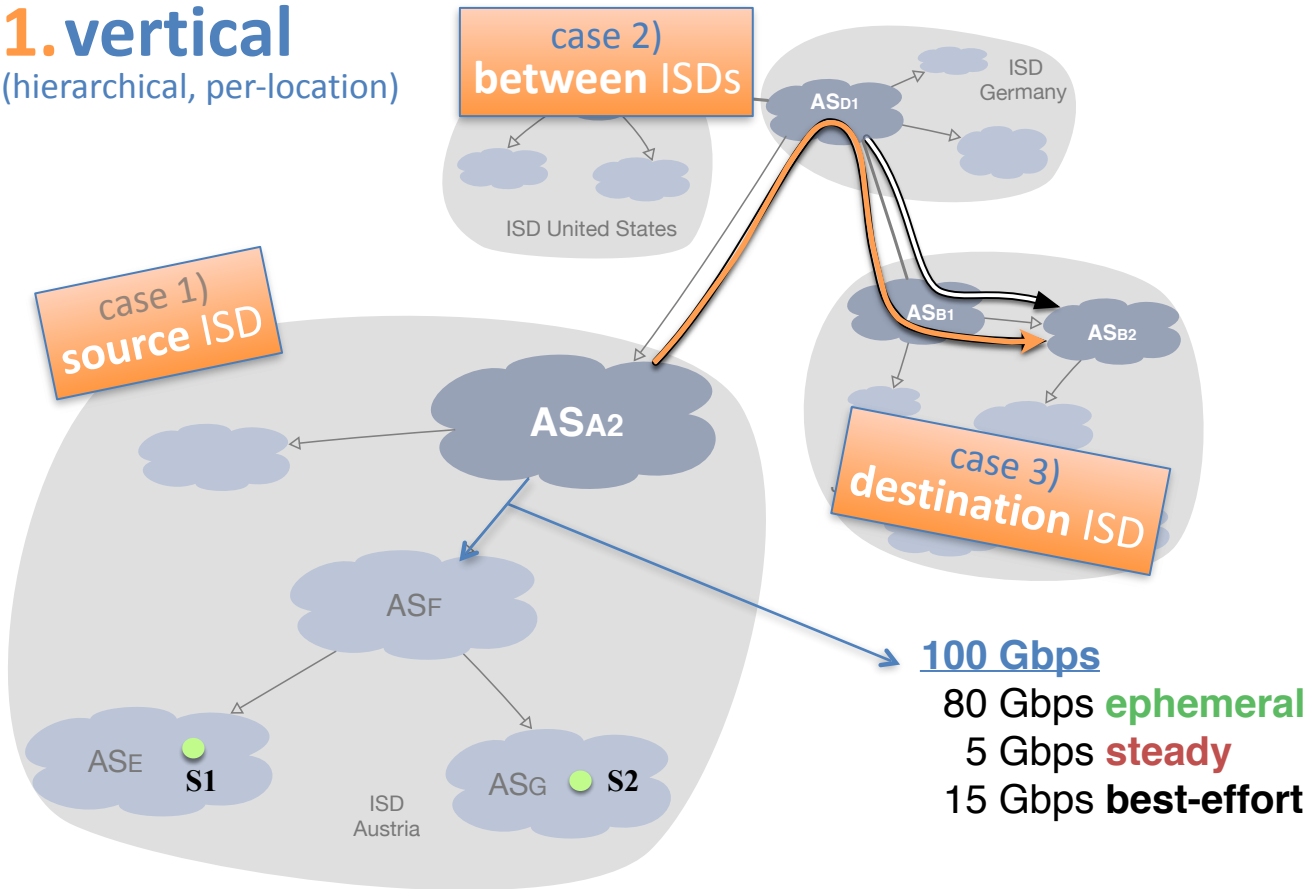 1. vertical
(hierarchical, per-location)
case 2)
between ISDs
ISD
Germany
ASD1
ISD United States
case 1)
source ISD
ASB1
ASB2
ASA2
case 3)
destination ISD
ASF
100 Gbps
80 Gbps ephemeral
5 Gbps steady
15 Gbps best-effort
ASE
S1
ASG
S2
ISD
Austria